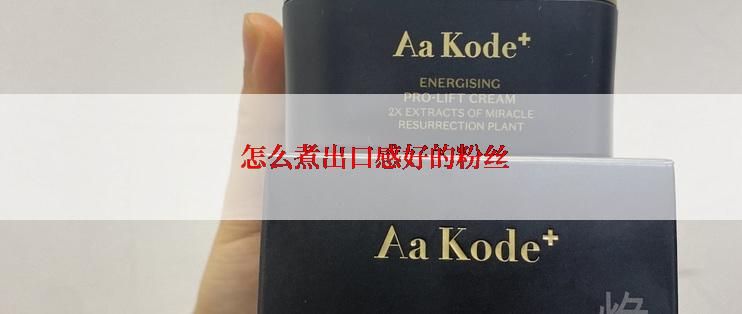 Aa Kode+
ENERGISING
PRO-LIFT CREAM
2X EXTRACTS OF MIRACLE
RESURRECTION PLANT
怎么煮出口感好的粉丝
Aa Kode+